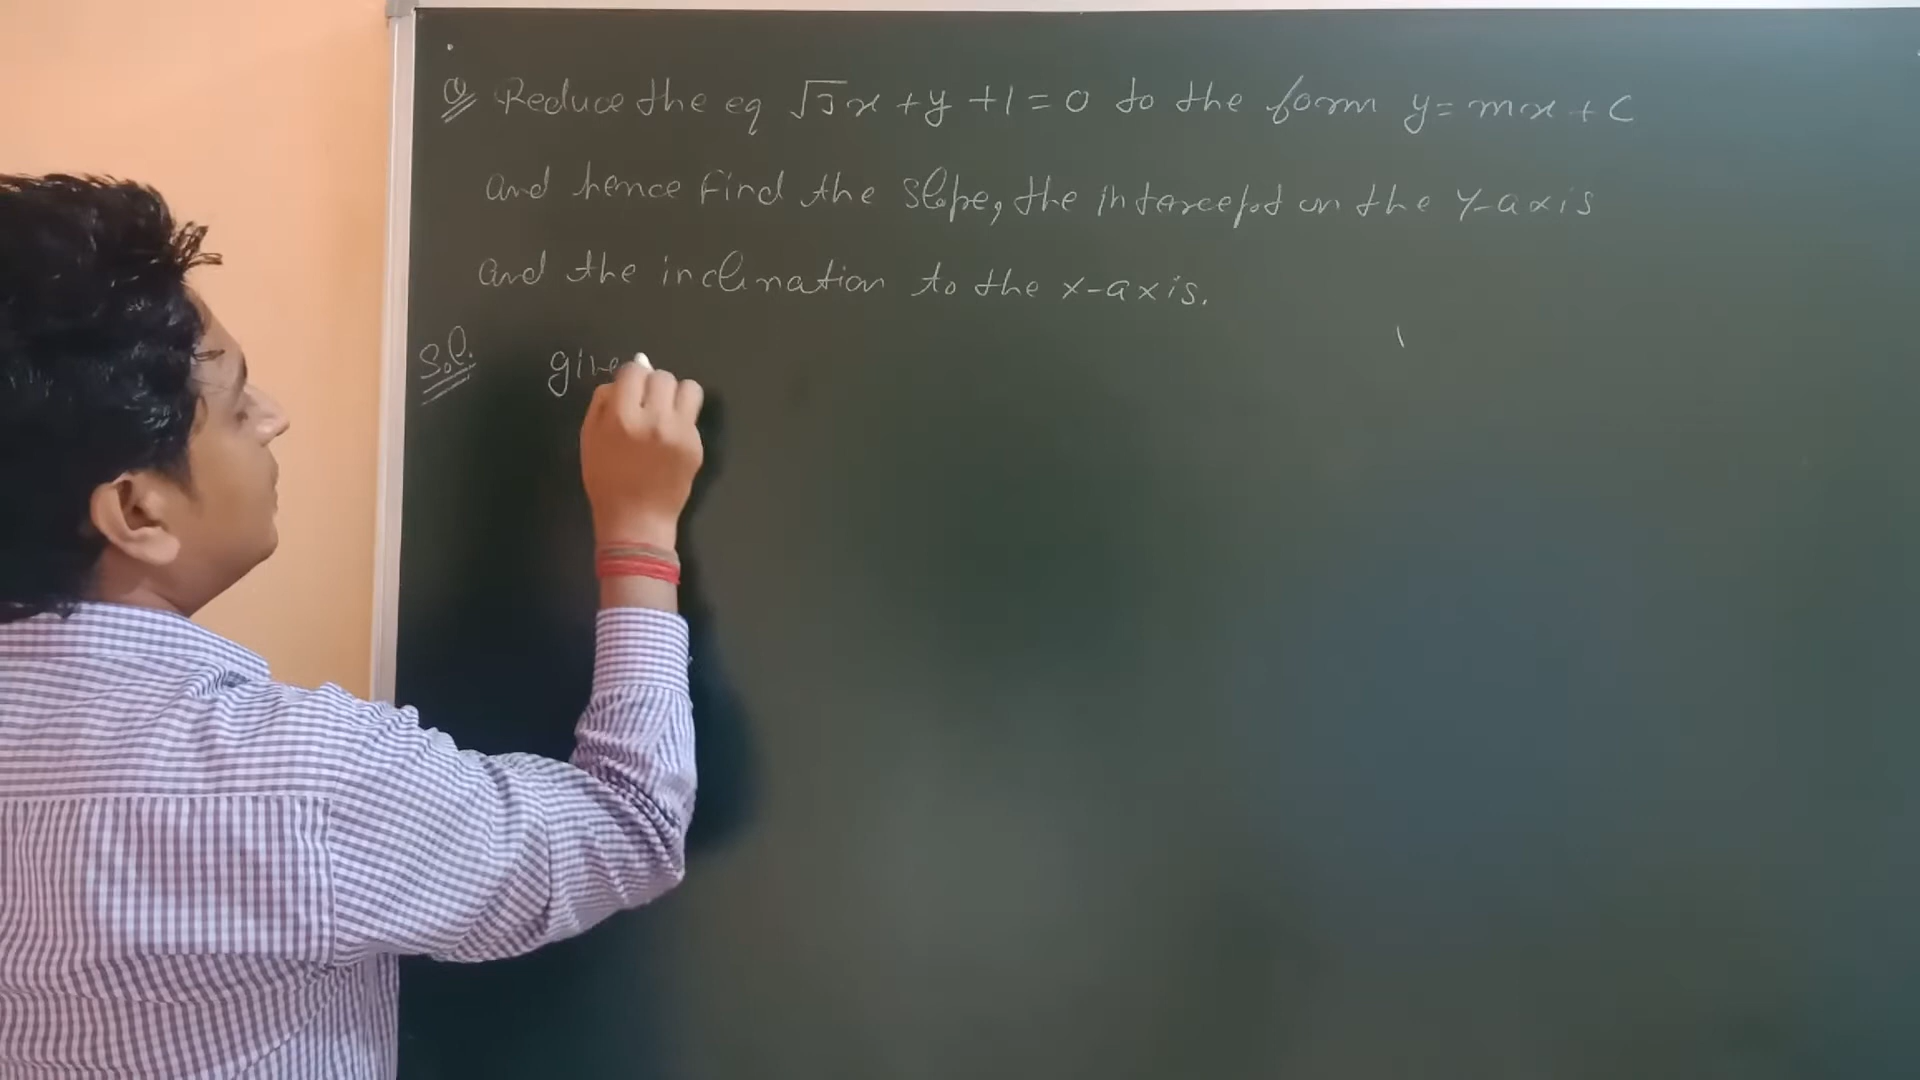 Q Reduce the eq √3x + y + 1 = 0 to the form y = mx + c
and hence find the slope, the intercept on the Y-axis
and the inclination to the x-axis.
Sol. give